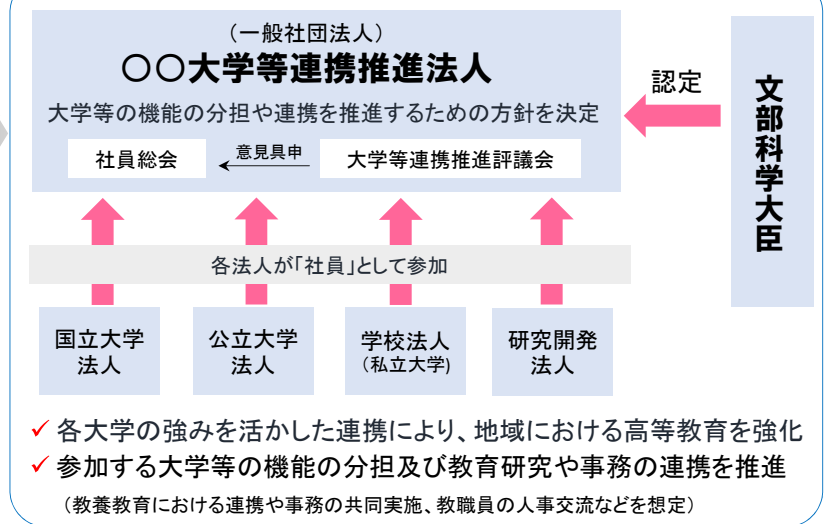 （一般社団法人）
〇〇大学等連携推進法人
大学等の機能の分担や連携を推進するための方針を決定
社員総会
意見具申
大学等連携推進評議会
認定
文部科学大臣
各法人が「社員」として参加
国立大学
法人
公立大学
法人
学校法人
（私立大学)
研究開発
法人
✓ 各大学の強みを活かした連携により、地域における高等教育を強化
✓ 参加する大学等の機能の分担及び教育研究や事務の連携を推進
（教養教育における連携や事務の共同実施、教職員の人事交流などを想定）